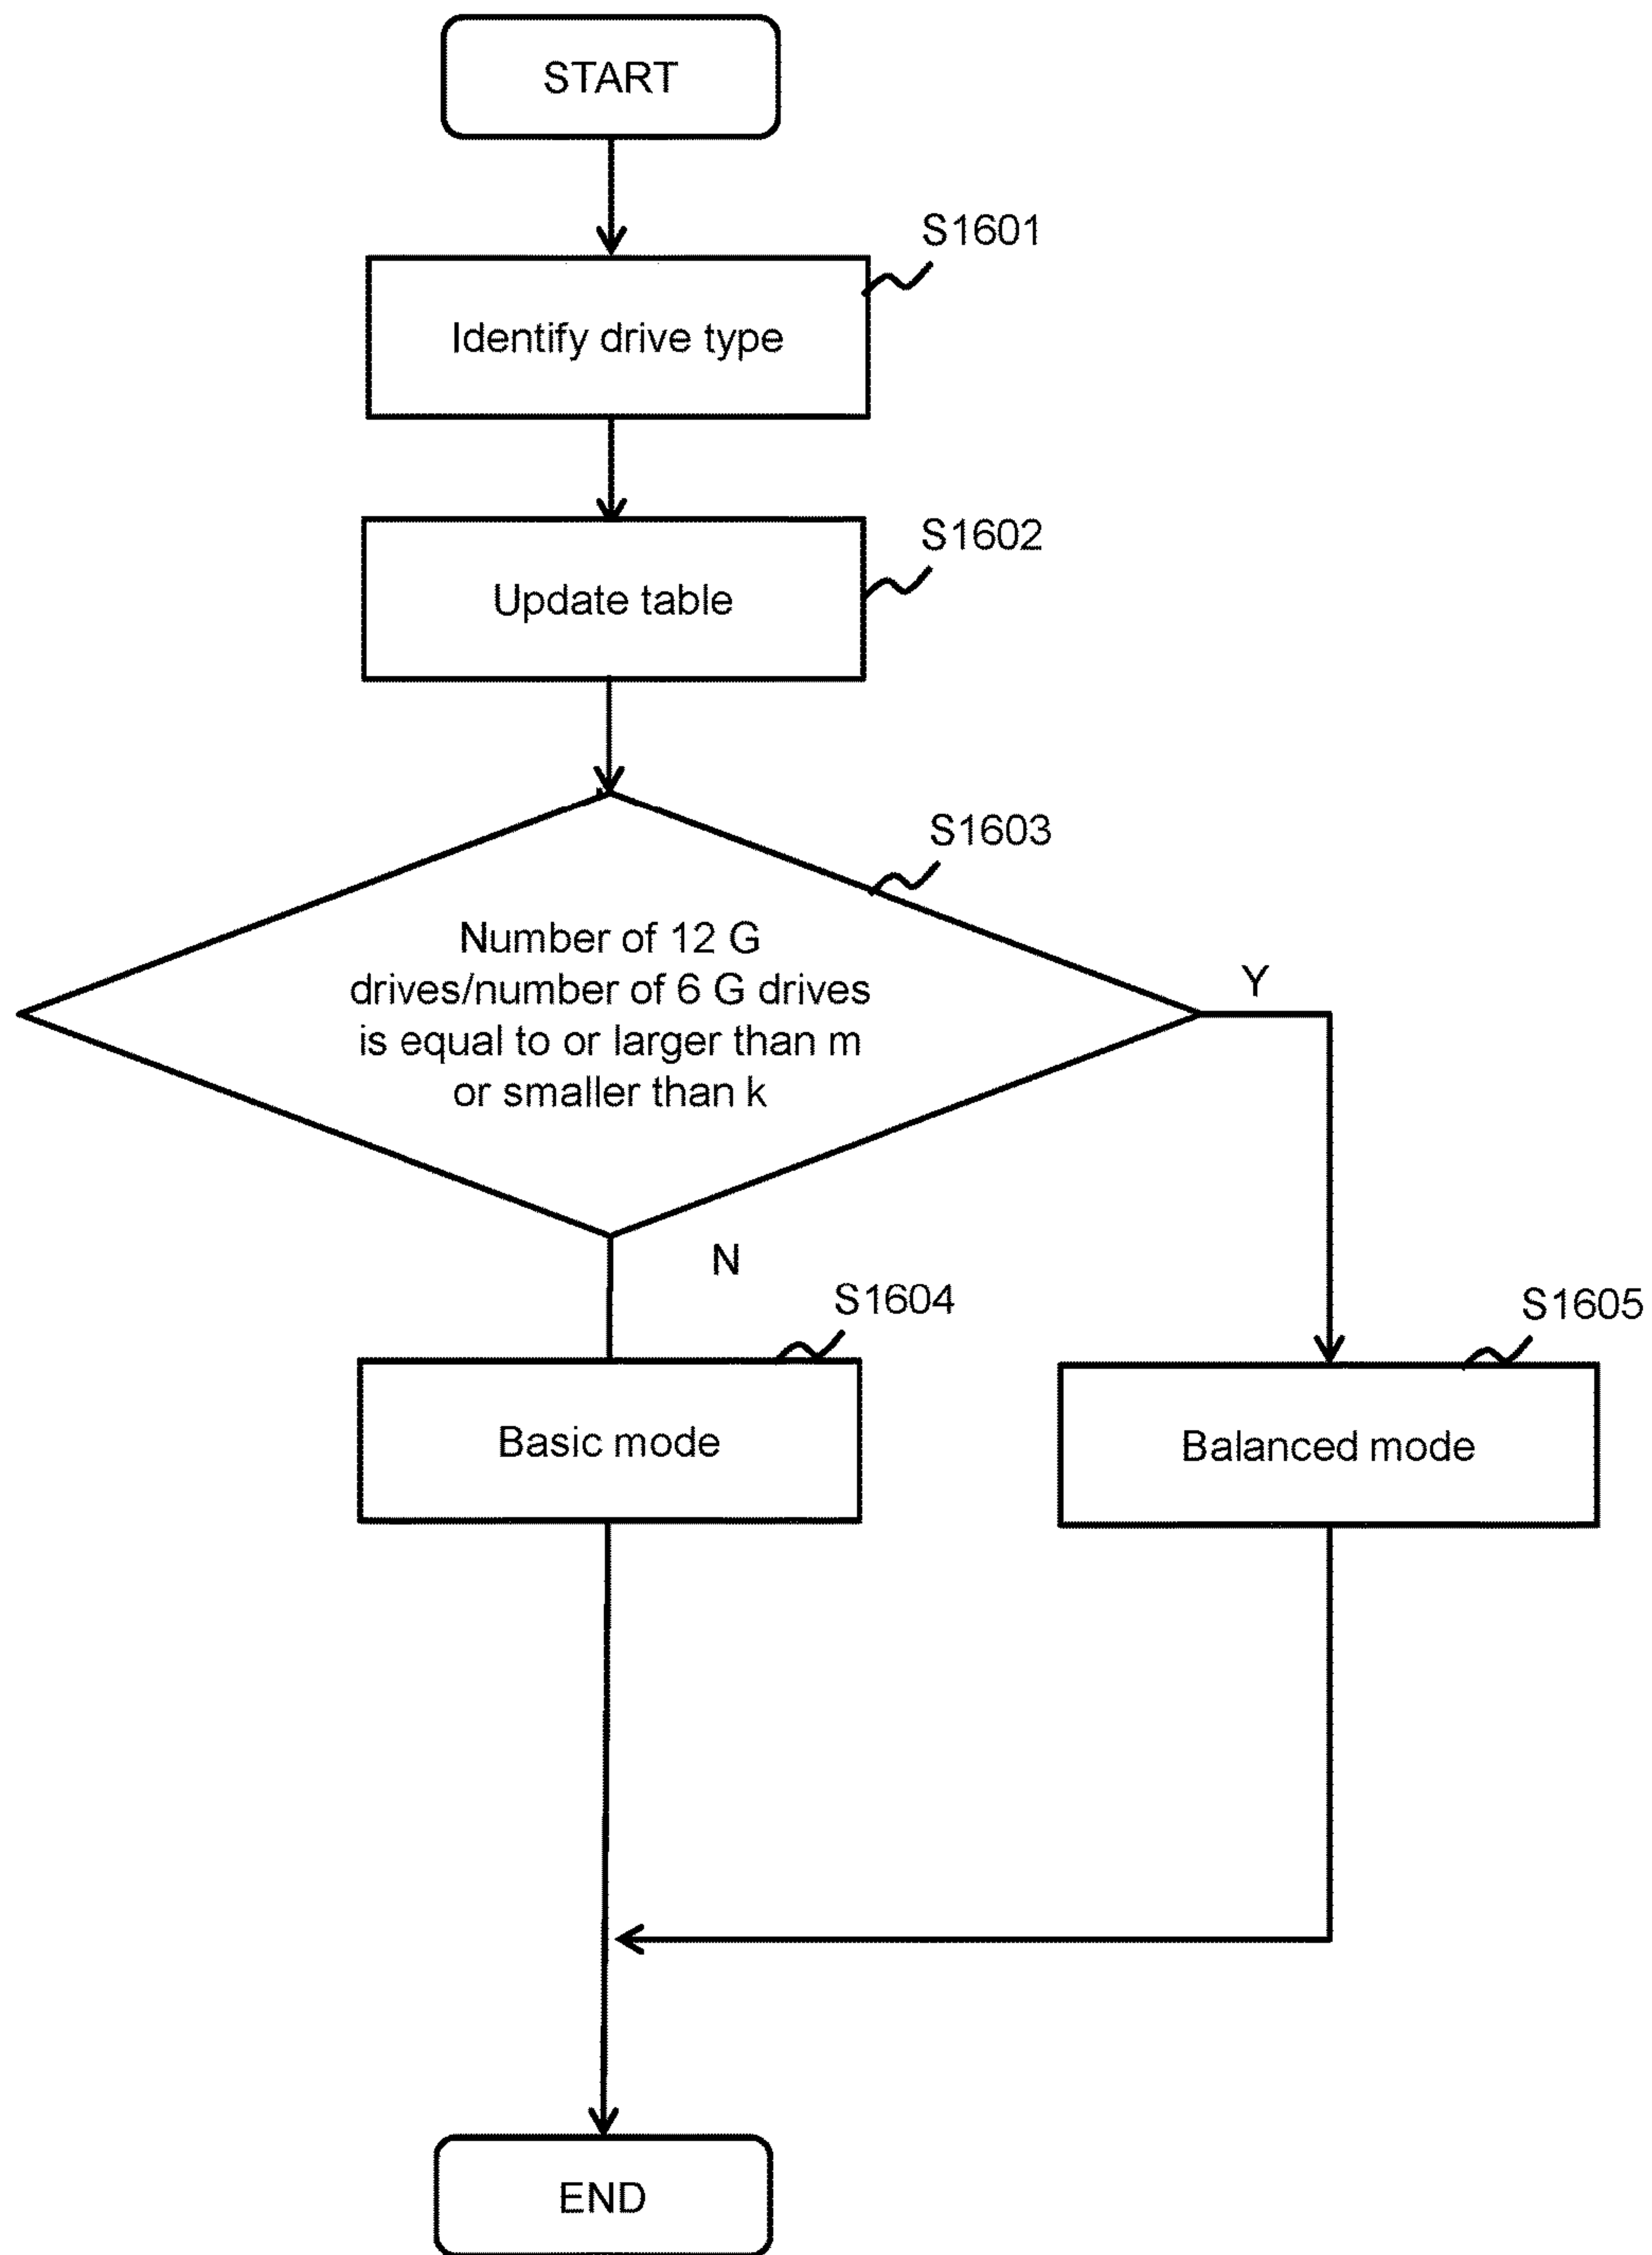 START
S1601
Identify drive type
S1602
Update table
S1603
Number of 12 G
drives/number of 6 G drives
is equal to or larger than m
or smaller than k
Y
N
S1604
S1605
Basic mode
Balanced mode
END